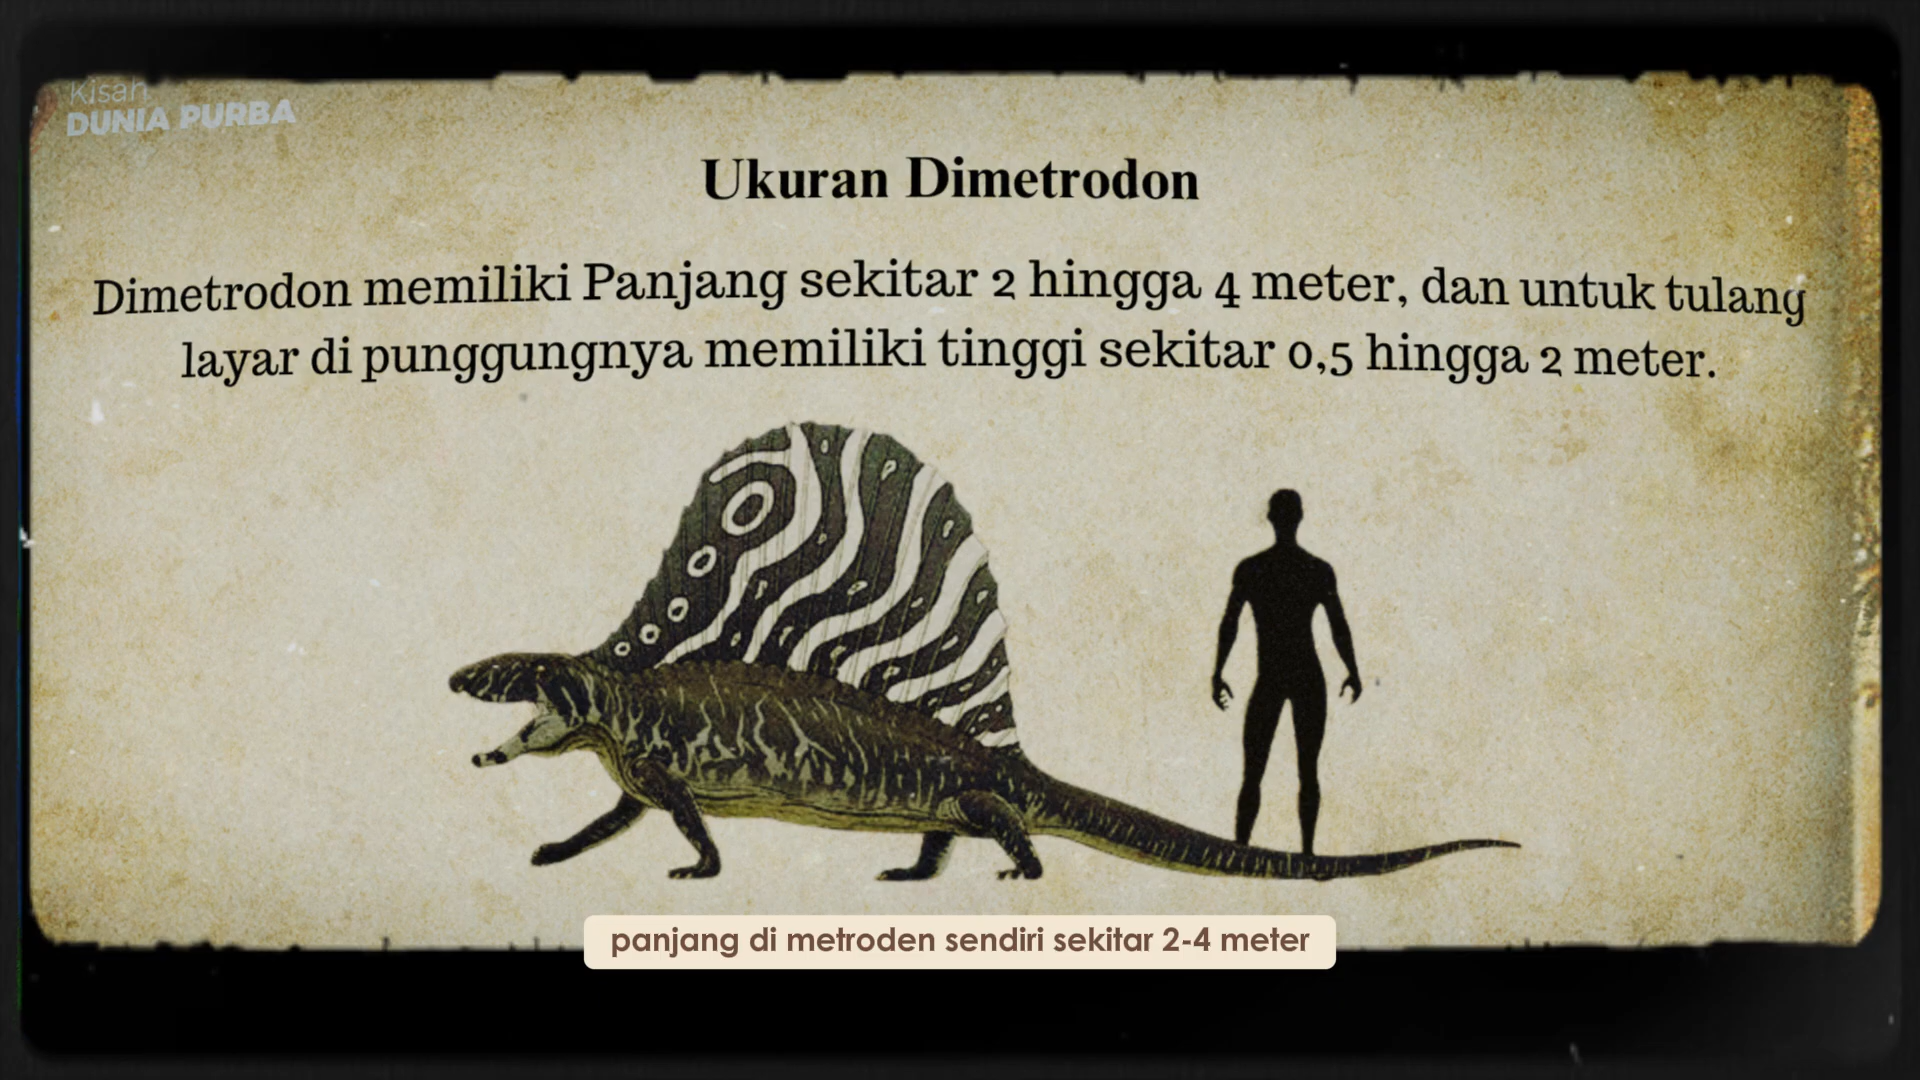 Kisah
DUNIA PURBA
Ukuran Dimetrodon
Dimetrodon memiliki Panjang sekitar 2 hingga 4 meter, dan untuk tulang
layar di punggungnya memiliki tinggi sekitar 0,5 hingga 2 meter.
panjang di metroden sendiri sekitar 2-4 meter